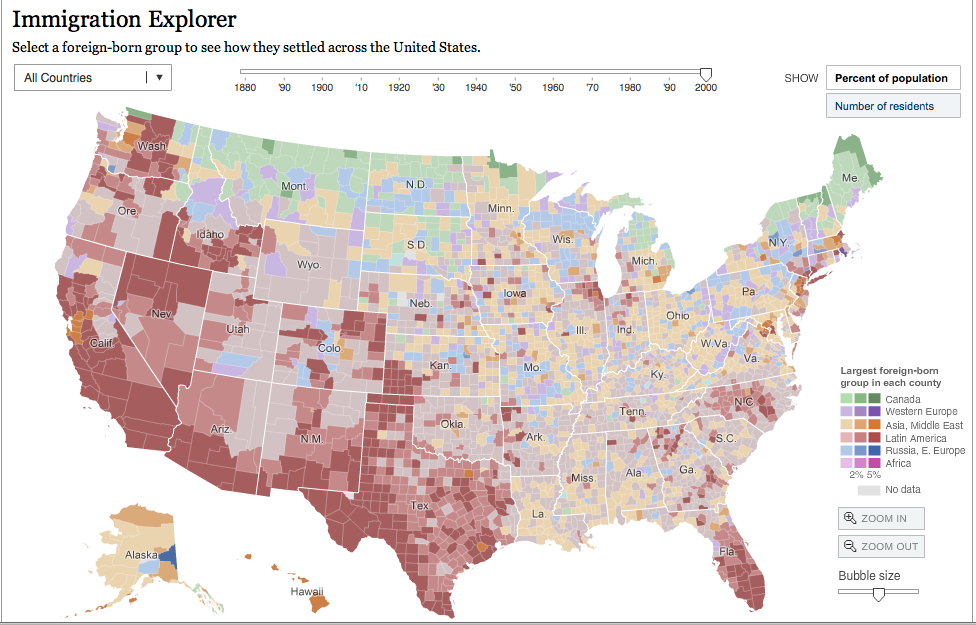 Immigration Explorer
Select a foreign-born group to see how they settled across the United States.
All Countries
1880 '90 1900 '10 1920 '30 1940 '50 1960 '70 1980 '90 2000
SHOW
Percent of population
Number of residents
Wash
Mont.
N.D.
Minn.
Me.
Ore
Idaho
S.D.
Wis.
N.Y.
Wyo.
Mich.
Neb.
Iowa
Pa.
Nev
Utah
Ill.
Ind.
Ohio
Calif
Colo
W.Va.
Va.
Kan.
Mo.
Ky.
Largest foreign-born
group in each county
Canada
Western Europe
Asia, Middle East
Latin America
Russia, E. Europe
Africa
2% 5%
No data
Ariz
N.M.
Okla.
Ark.
Tenn.
N.C.
S.C.
Miss.
Ala.
Ga.
Tex.
La.
Fla
ZOOM IN
ZOOM OUT
Bubble size
Alaska
Hawaii